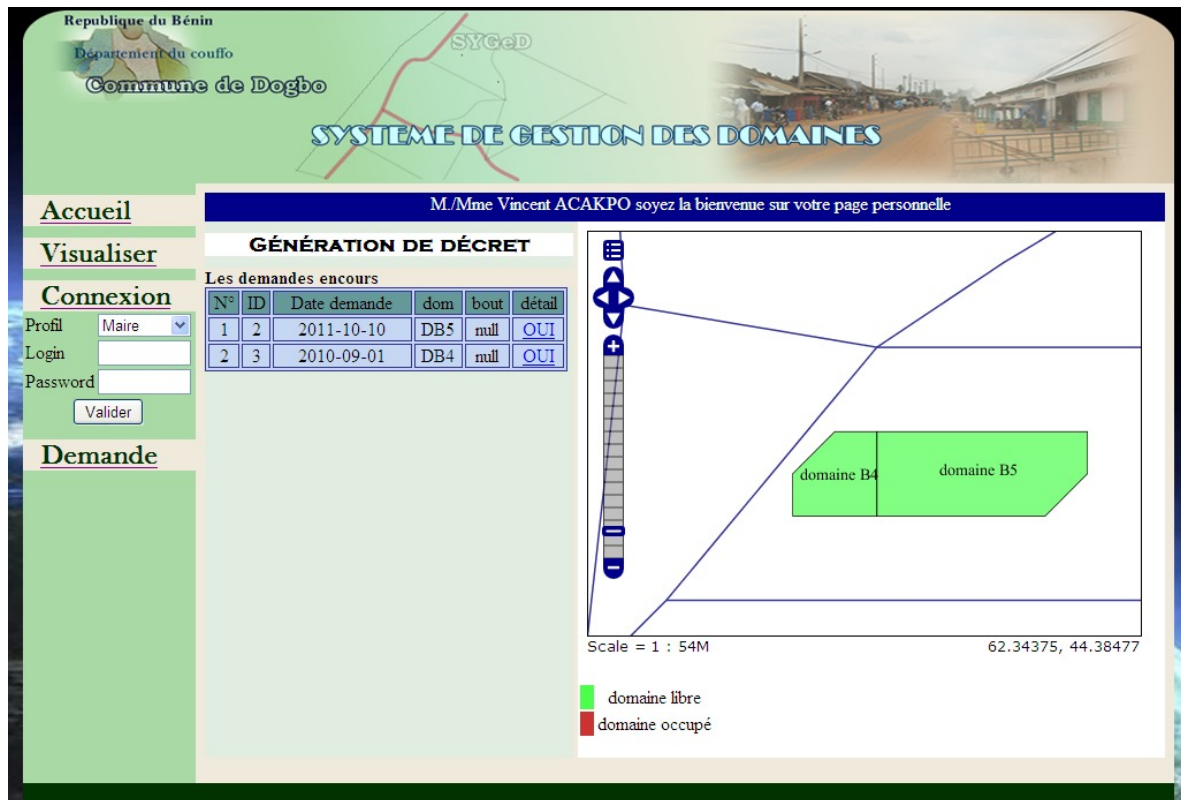 Republique du Bénin
Département du couffo
Commune de Dogbo
SYGeD
SYSTEME DE GESTION DES DOMAINES
Accueil
Visualiser
Connexion
Profil Maire
Login
Password
Valider
Demande
M./Mme Vincent ACAKPO soyez la bienvenue sur votre page personnelle
GÉNÉRATION DE DÉCRET
Les demandes encours
N° ID Date demande dom bout détail
1 2 2011-10-10 DB5 null OUI
2 3 2010-09-01 DB4 null OUI
domaine B4 domaine B5
Scale = 1 : 54M 62.34375, 44.38477
domaine libre
domaine occupé